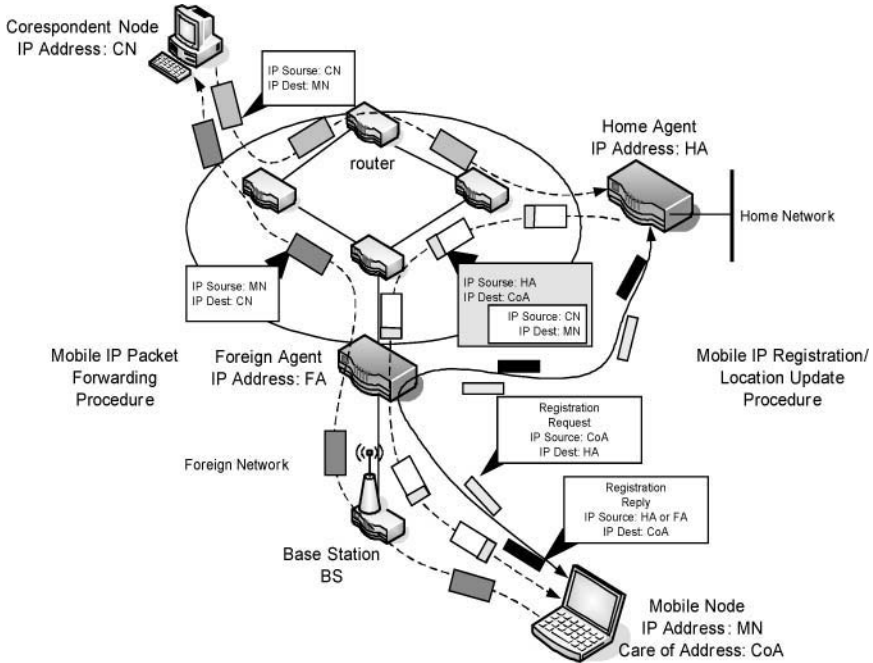 Corespondent Node
IP Address: CN
IP Sourse: CN
IP Dest: MN
router
Home Agent
IP Address: HA
Home Network
IP Sourse: MN
IP Dest: CN
IP Sourse: HA
IP Dest: CoA
IP Source: CN
IP Dest: MN
Mobile IP Packet
Forwarding
Procedure
Foreign Agent
IP Address: FA
Mobile IP Registration/
Location Update
Procedure
Registration
Request
IP Source: CoA
IP Dest: HA
Foreign Network
Registration
Reply
IP Source: HA or FA
IP Dest: CoA
Base Station
BS
Mobile Node
IP Address: MN
Care of Address: CoA